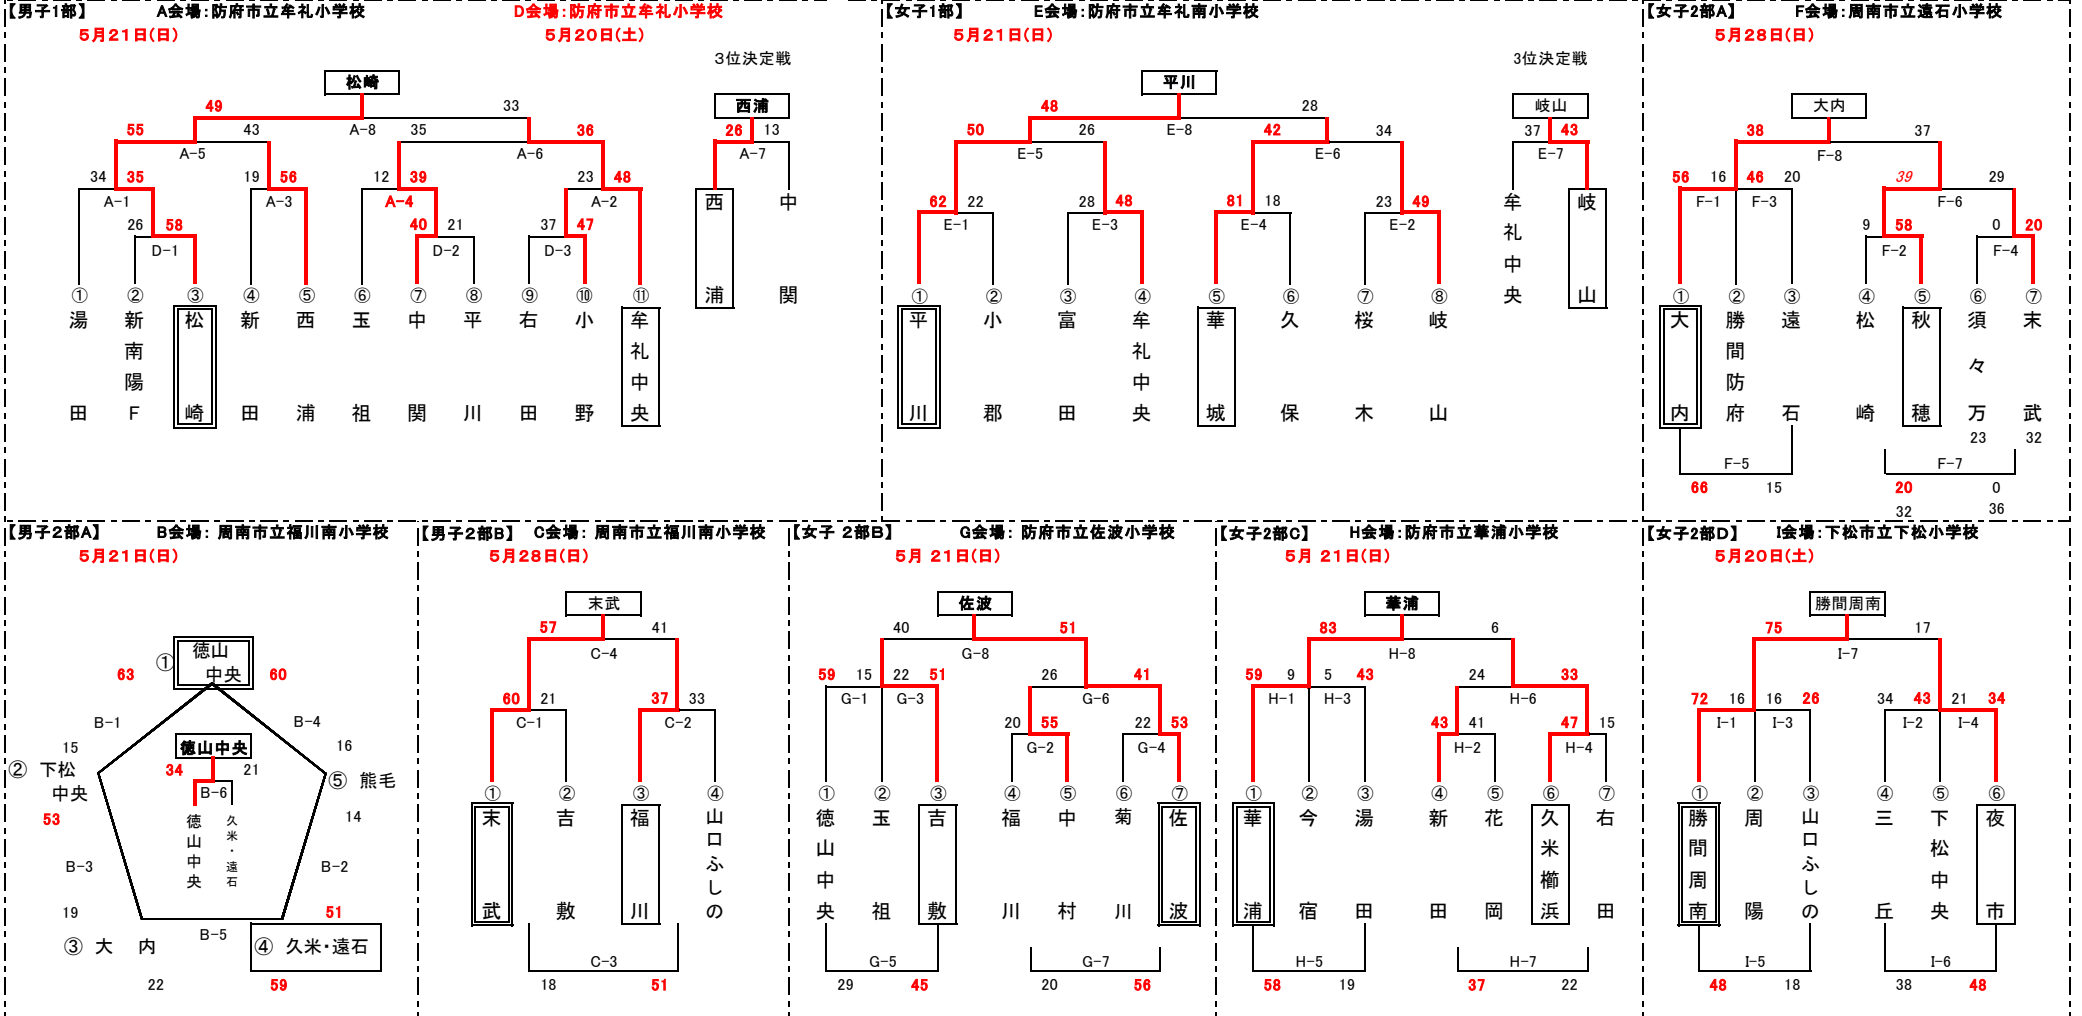 【男子1部】 A会場:防府市立牟礼小学校 D会場:防府市立牟礼小学校
5月21日(日) 5月20日(土)
3位決定戦
松崎
西浦
49 33
A-8
55 43 35 36 26 13
A-5 A-6 A-7
34 35 19 56 12 39 23 48
A-1 A-3 A-4 A-2
26 58 40 21 37 47
D-1 D-2 D-3
① 湯田
② 新南陽F
③ 松崎
④ 新田
⑤ 西浦
⑥ 玉祖
⑦ 中関
⑧ 平川
⑨ 右田
⑩ 小野
⑪ 牟礼中央
西浦
中関
【女子1部】 E会場:防府市立牟礼南小学校
5月21日(日)
3位決定戦
平川
岐山
48 28
E-8
50 26 42 34 37 43
E-5 E-6 E-7
62 22 28 48 81 18 23 49
E-1 E-3 E-4 E-2
① 平川
② 小郡
③ 富田
④ 牟礼中央
⑤ 華城
⑥ 久保
⑦ 桜木
⑧ 岐山
牟礼中央
岐山
【女子2部A】 F会場:周南市立遠石小学校
5月28日(日)
大内
38 37
F-8
56 16 46 20 39 29
F-1 F-3 F-6
9 58 0 20
F-2 F-4
① 大内
② 勝間防府
③ 遠石
④ 松崎
⑤ 秋穂
⑥ 須々万
⑦ 末武
23 32
F-5 F-7
66 15 20 0
32 36
【男子2部A】 B会場: 周南市立福川南小学校
5月21日(日)
① 徳山中央
63 60
B-1 B-4
15 16
徳山中央
34 21
B-6
徳山中央
久米・遠石
② 下松中央
⑤ 熊毛
53 14
B-3 B-2
19 51
B-5
③ 大内
④ 久米・遠石
22 59
【男子2部B】 C会場: 周南市立福川南小学校
5月28日(日)
末武
57 41
C-4
60 21 37 33
C-1 C-2
① 末武
② 吉敷
③ 福川
④ 山口ふしの
C-3
18 51
【女子 2部B】 G会場: 防府市立佐波小学校
5月 21日(日)
佐波
40 51
G-8
59 15 22 51 26 41
G-1 G-3 G-6
20 55 22 53
G-2 G-4
① 徳山中央
② 玉祖
③ 吉敷
④ 福川
⑤ 中村
⑥ 菊川
⑦ 佐波
G-5 G-7
29 45 20 56
【女子2部C】 H会場:防府市立華浦小学校
5月 21日(日)
華浦
83 6
H-8
59 9 5 43 24 33
H-1 H-3 H-6
43 41 47 15
H-2 H-4
① 華浦
② 今宿
③ 湯田
④ 新田
⑤ 花岡
⑥ 久米櫛浜
⑦ 右田
H-5 H-7
58 19 37 22
【女子2部D】 I会場:下松市立下松小学校
5月20日(土)
勝間周南
75 17
I-7
72 16 16 26 34 43 21 34
I-1 I-3 I-2 I-4
① 勝間周南
② 周陽
③ 山口ふしの
④ 三丘
⑤ 下松中央
⑥ 夜市
I-5 I-6
48 18 38 48